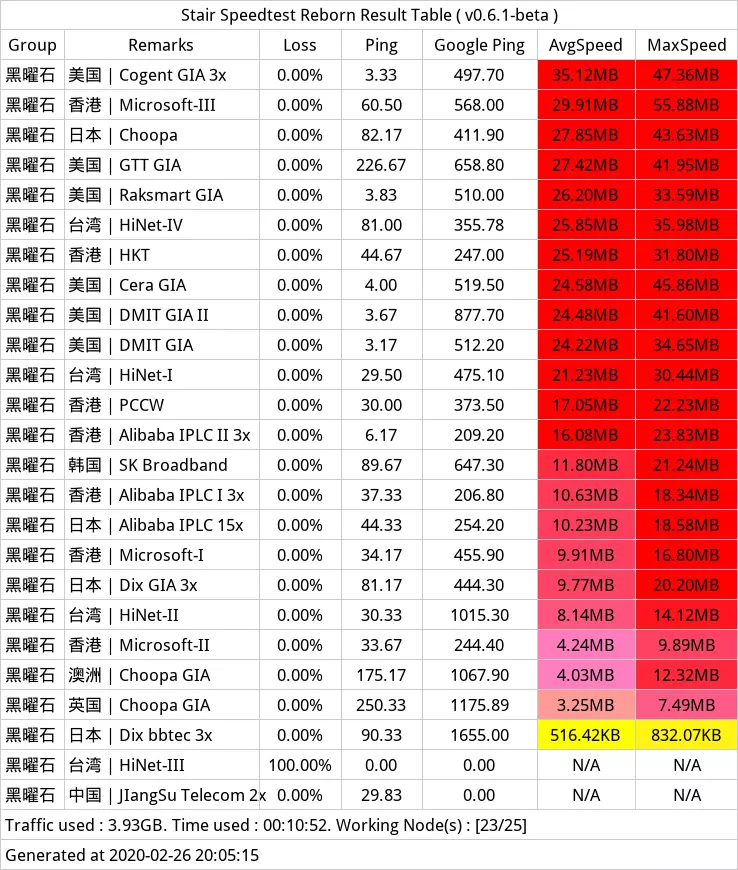 Stair Speedtest Reborn Result Table ( v0.6.1-beta )
Group Remarks Loss Ping Google Ping AvgSpeed MaxSpeed
黑曜石 美国 | Cogent GIA 3x 0.00% 3.33 497.70 35.12MB 47.36MB
黑曜石 香港 | Microsoft-III 0.00% 60.50 568.00 29.91MB 55.88MB
黑曜石 日本 | Choopa 0.00% 82.17 411.90 27.85MB 43.63MB
黑曜石 美国 | GTT GIA 0.00% 226.67 658.80 27.42MB 41.95MB
黑曜石 美国 | Raksmart GIA 0.00% 3.83 510.00 26.20MB 33.59MB
黑曜石 台湾 | HiNet-IV 0.00% 81.00 355.78 25.85MB 35.98MB
黑曜石 香港 | HKT 0.00% 44.67 247.00 25.19MB 31.80MB
黑曜石 美国 | Cera GIA 0.00% 4.00 519.50 24.58MB 45.86MB
黑曜石 美国 | DMIT GIA II 0.00% 3.67 877.70 24.48MB 41.60MB
黑曜石 美国 | DMIT GIA 0.00% 3.17 512.20 24.22MB 34.65MB
黑曜石 台湾 | HiNet-I 0.00% 29.50 475.10 21.23MB 30.44MB
黑曜石 香港 | PCCW 0.00% 30.00 373.50 17.05MB 22.23MB
黑曜石 香港 | Alibaba IPLC II 3x 0.00% 6.17 209.20 16.08MB 23.83MB
黑曜石 韩国 | SK Broadband 0.00% 89.67 647.30 11.80MB 21.24MB
黑曜石 香港 | Alibaba IPLC I 3x 0.00% 37.33 206.80 10.63MB 18.34MB
黑曜石 日本 | Alibaba IPLC 15x 0.00% 44.33 254.20 10.23MB 18.58MB
黑曜石 香港 | Microsoft-I 0.00% 34.17 455.90 9.91MB 16.80MB
黑曜石 日本 | Dix GIA 3x 0.00% 81.17 444.30 9.77MB 20.20MB
黑曜石 台湾 | HiNet-II 0.00% 30.33 1015.30 8.14MB 14.12MB
黑曜石 香港 | Microsoft-II 0.00% 33.67 244.40 4.24MB 9.89MB
黑曜石 澳洲 | Choopa GIA 0.00% 175.17 1067.90 4.03MB 12.32MB
黑曜石 英国 | Choopa GIA 0.00% 250.33 1175.89 3.25MB 7.49MB
黑曜石 日本 | Dix bbtec 3x 0.00% 90.33 1655.00 516.42KB 832.07KB
黑曜石 台湾 | HiNet-III 100.00% 0.00 0.00 N/A N/A
黑曜石 中国 | JIangSu Telecom 2x 0.00% 29.83 0.00 N/A N/A
Traffic used : 3.93GB. Time used : 00:10:52. Working Node(s) : [23/25]
Generated at 2020-02-26 20:05:15